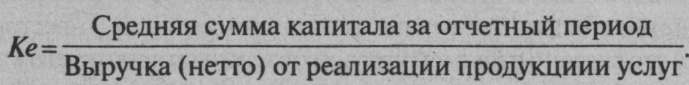 Ke = Средняя сумма капитала за отчетный период
Выручка (нетто) от реализации продукциии услуг.